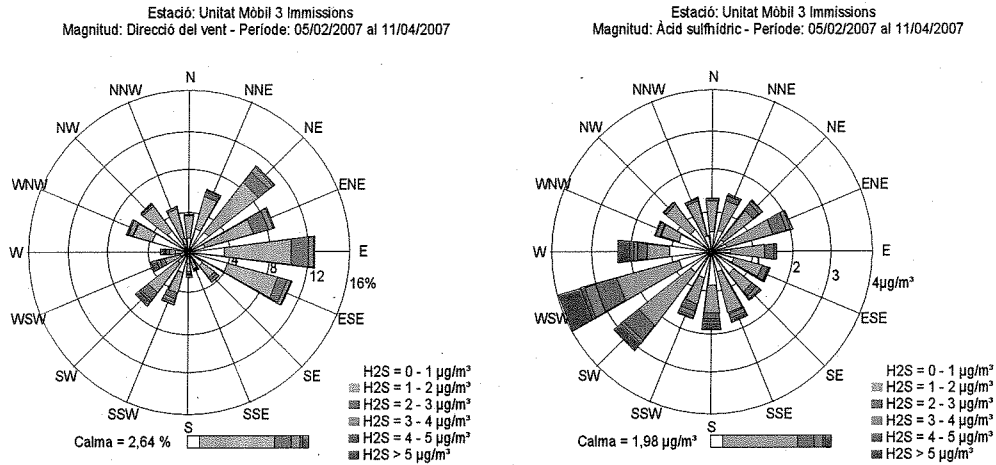 Estació: Unitat Mòbil 3 Immissions
Magnitud: Direcció del vent - Període: 05/02/2007 al 11/04/2007
N
NNW
NNE
NW
NE
WNW
ENE
W
E
4
8
12
16%
WSW
ESE
SW
SE
SSW
SSE
S
Calma = 2,64 %
H2S = 0 - 1 µg/m³
H2S = 1 - 2 µg/m³
H2S = 2 - 3 µg/m³
H2S = 3 - 4 µg/m³
H2S = 4 - 5 µg/m³
H2S > 5 µg/m³
Estació: Unitat Mòbil 3 Immissions
Magnitud: Àcid sulfhídric - Període: 05/02/2007 al 11/04/2007
N
NNW
NNE
NW
NE
WNW
ENE
W
E
2
3
4µg/m³
WSW
ESE
SW
SE
SSW
SSE
S
Calma = 1,98 µg/m³
H2S = 0 - 1 µg/m³
H2S = 1 - 2 µg/m³
H2S = 2 - 3 µg/m³
H2S = 3 - 4 µg/m³
H2S = 4 - 5 µg/m³
H2S > 5 µg/m³